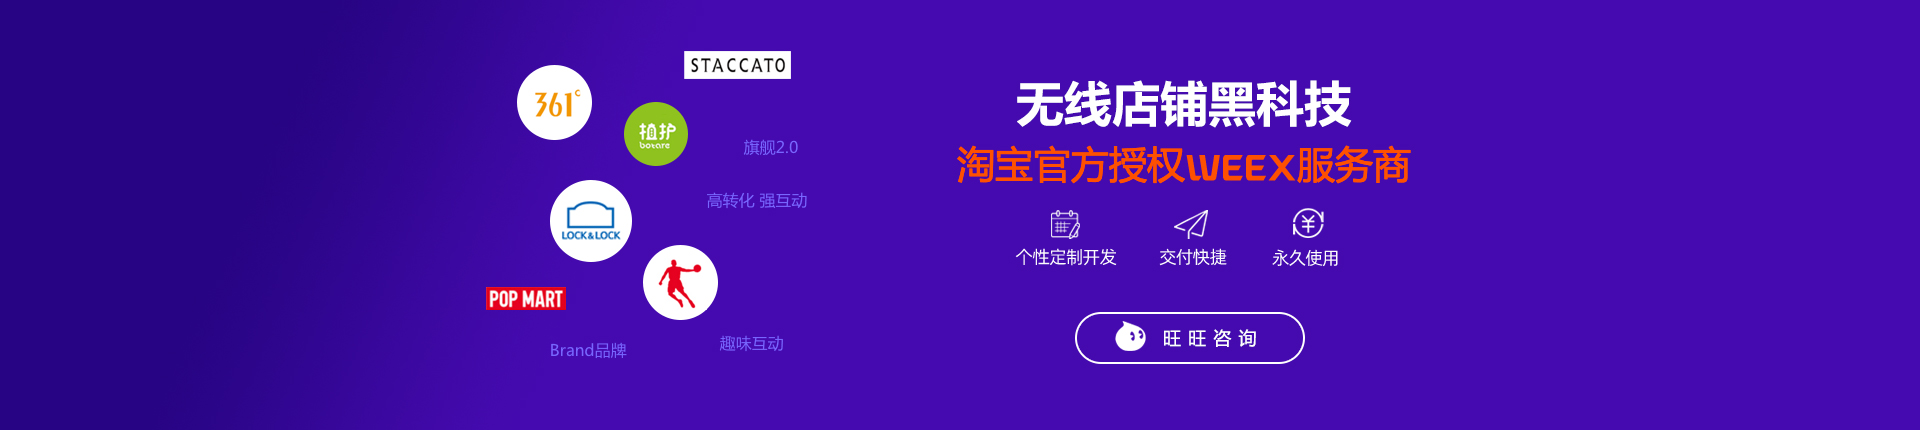 STACCATO
361°
植护
botare
旗舰2.0
高转化 强互动
LOCK&LOCK
POP MART
Brand品牌
趣味互动
无线店铺黑科技
淘宝官方授权WEEX服务商
个性定制开发
交付快捷
永久使用
旺旺咨询